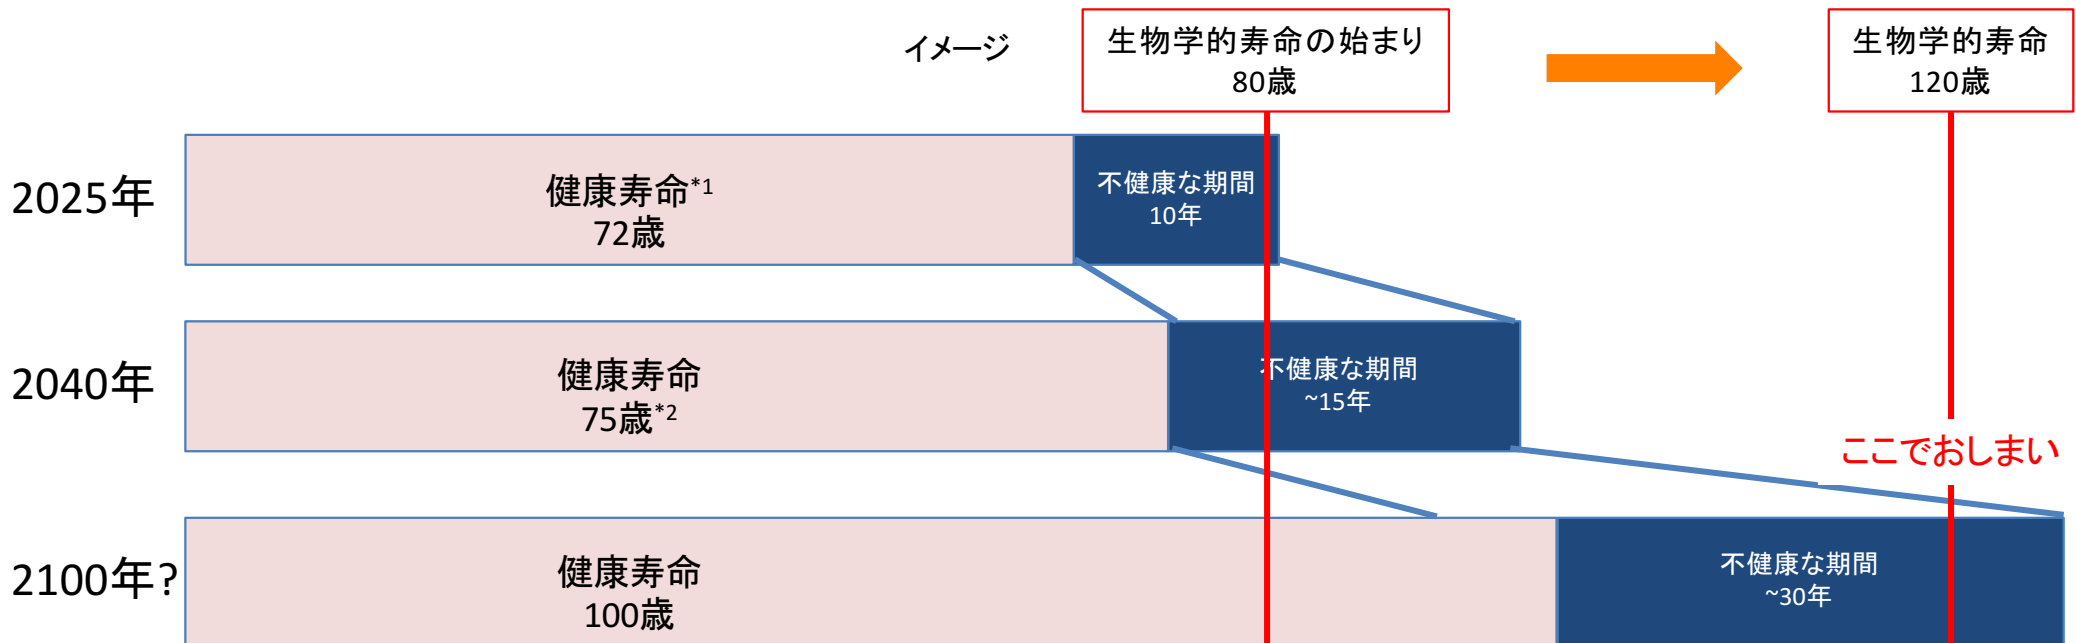 イメージ
生物学的寿命の始まり
80歳
生物学的寿命
120歳
2025年
健康寿命*1
72歳
不健康な期間
10年
2040年
健康寿命
75歳*2
不健康な期間
~15年
ここでおしまい
2100年?
健康寿命
100歳
不健康な期間
~30年